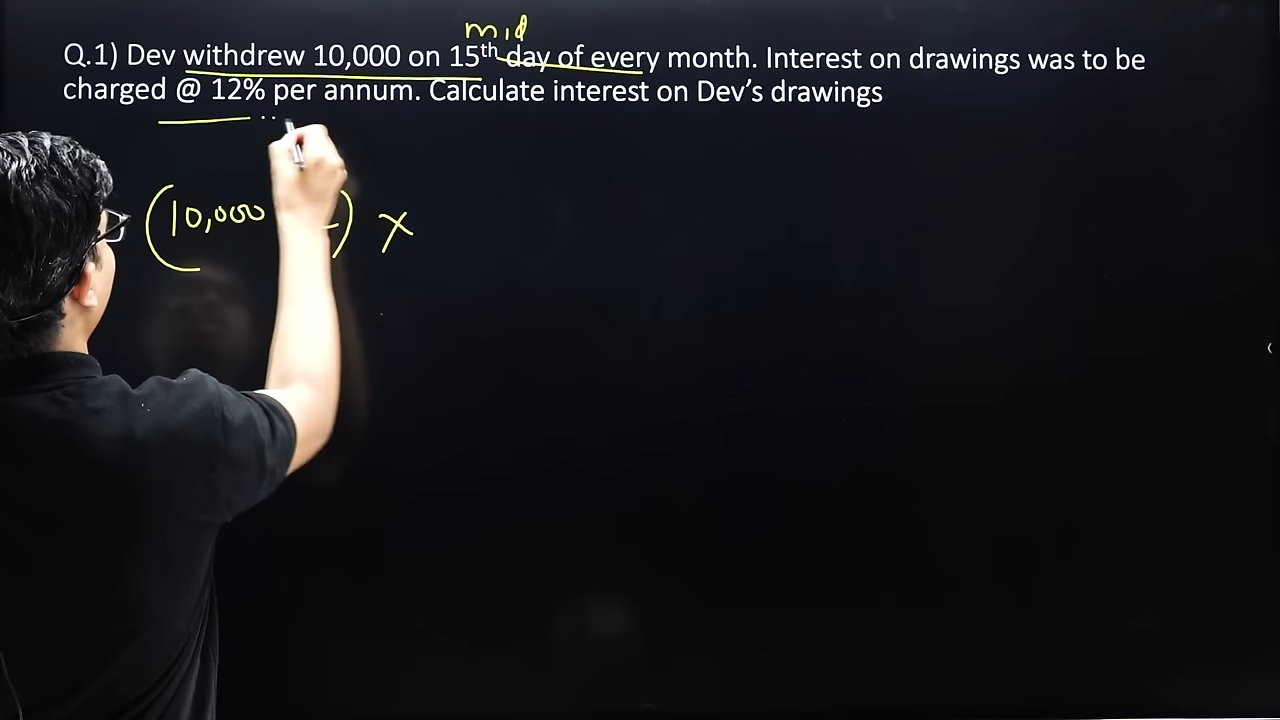 mid
Q.1) Dev withdrew 10,000 on 15th day of every month. Interest on drawings was to be
charged @ 12% per annum. Calculate interest on Dev’s drawings
(10,000 ) x